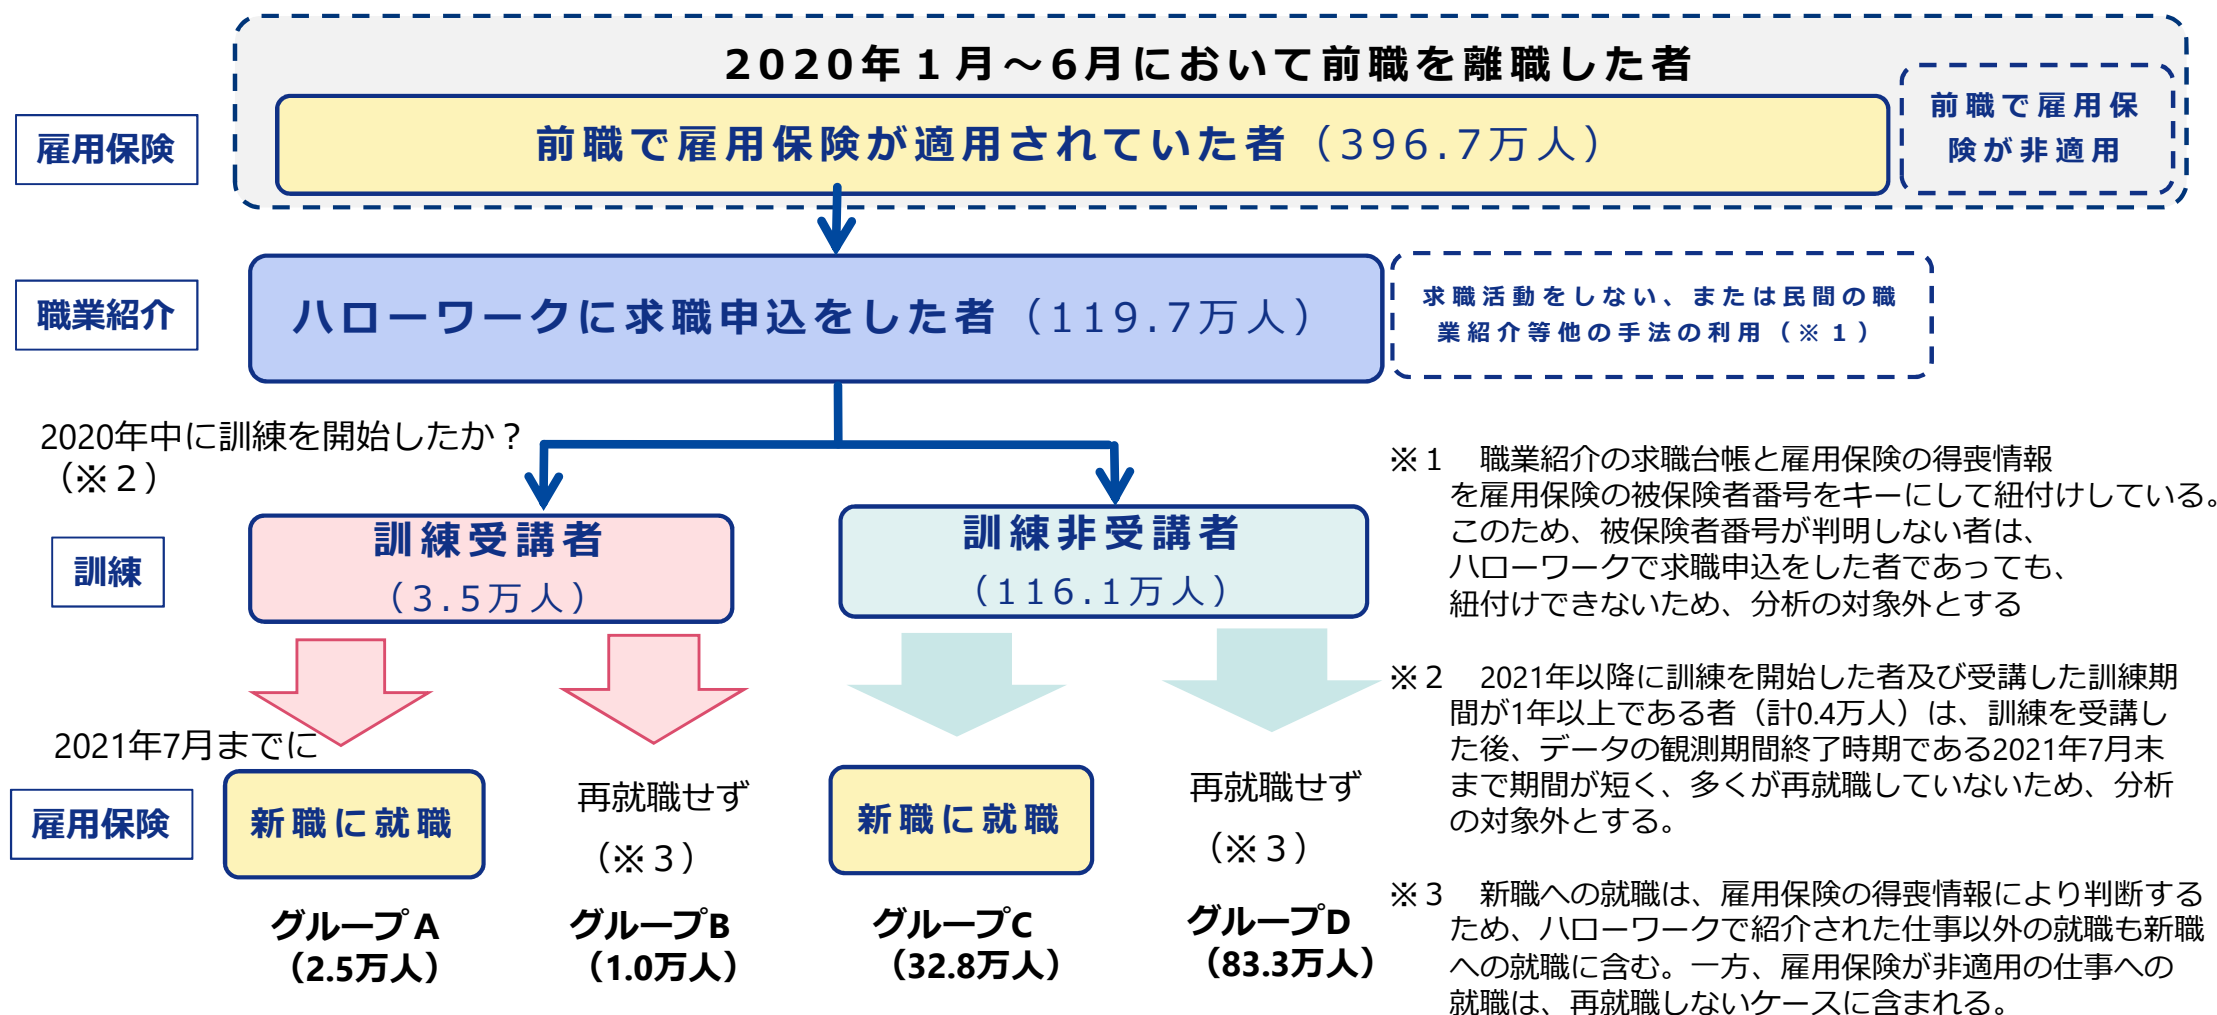 2020年１月～6月において前職を離職した者
雇用保険
前職で雇用保険が適用されていた者（396.7万人）
前職で雇用保
険が非適用
職業紹介
ハローワークに求職申込をした者（119.7万人）
求職活動をしない、または民間の職
業紹介等他の手法の利用（※１）
2020年中に訓練を開始したか？
（※２）
訓練
訓練受講者
（3.5万人）
訓練非受講者
（116.1万人）
2021年7月までに
雇用保険
新職に就職
再就職せず
（※３）
新職に就職
再就職せず
（※３）
グループA
（2.5万人）
グループB
（1.0万人）
グループC
（32.8万人）
グループD
（83.3万人）
※１　職業紹介の求職台帳と雇用保険の得喪情報
を雇用保険の被保険者番号をキーにして紐付けしている。
このため、被保険者番号が判明しない者は、
ハローワークで求職申込をした者であっても、
紐付けできないため、分析の対象外とする
※２　2021年以降に訓練を開始した者及び受講した訓練期
間が1年以上である者（計0.4万人）は、訓練を受講し
た後、データの観測期間終了時期である2021年7月末
まで期間が短く、多くが再就職していないため、分析
の対象外とする。
※３　新職への就職は、雇用保険の得喪情報により判断する
ため、ハローワークで紹介された仕事以外の就職も新職
への就職に含む。一方、雇用保険が非適用の仕事への
就職は、再就職しないケースに含まれる。